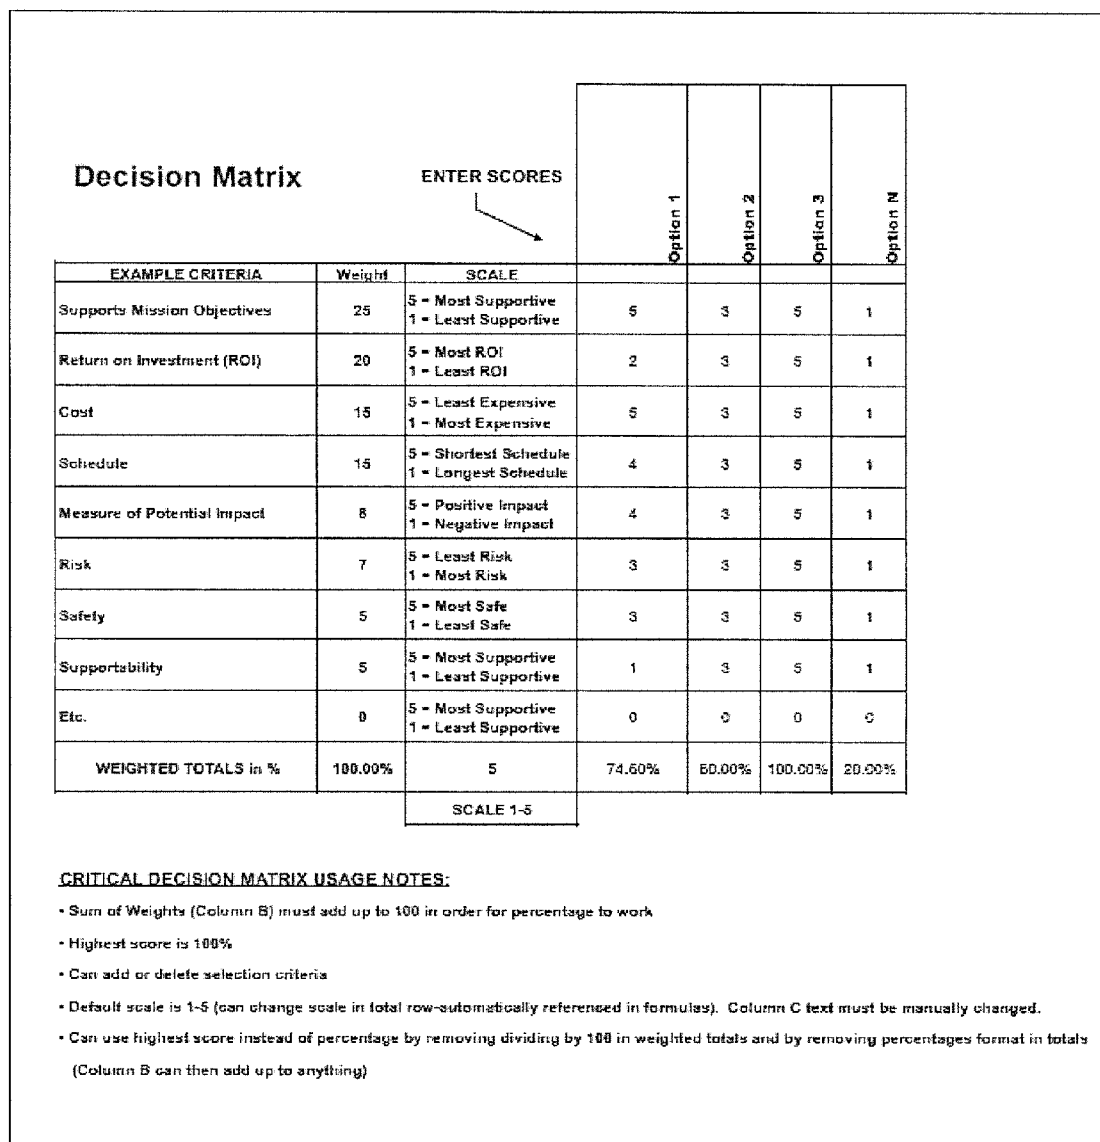 Decision Matrix
ENTER SCORES
Option 1
Option 2
Option 3
Option N
EXAMPLE CRITERIA Weight SCALE
Supports Mission Objectives 25 5 - Most Supportive 5 3 5 1
1 - Least Supportive
Return on Investment (ROI) 20 5 - Most ROI 2 3 5 1
1 - Least ROI
Cost 15 5 - Least Expensive 5 3 5 1
1 - Most Expensive
Schedule 15 5 - Shortest Schedule 4 3 5 1
1 - Longest Schedule
Measure of Potential Impact 8 5 - Positive Impact 4 3 5 1
1 - Negative Impact
Risk 7 5 - Least Risk 3 3 5 1
1 - Most Risk
Safety 5 5 - Most Safe 3 3 5 1
1 - Least Safe
Supportability 5 5 - Most Supportive 1 3 5 1
1 - Least Supportive
Etc. 0 5 - Most Supportive 0 0 0 0
1 - Least Supportive
WEIGHTED TOTALS in % 100.00% 5 74.60% 60.00% 100.00% 20.00%
SCALE 1-5
CRITICAL DECISION MATRIX USAGE NOTES:
• Sum of Weights (Column B) must add up to 100 in order for percentage to work
• Highest score is 100%
• Can add or delete selection criteria
• Default scale is 1-5 (can change scale in total row-automatically referenced in formulas). Column C text must be manually changed.
• Can use highest score instead of percentage by removing dividing by 100 in weighted totals and by removing percentages format in totals
(Column B can then add up to anything)